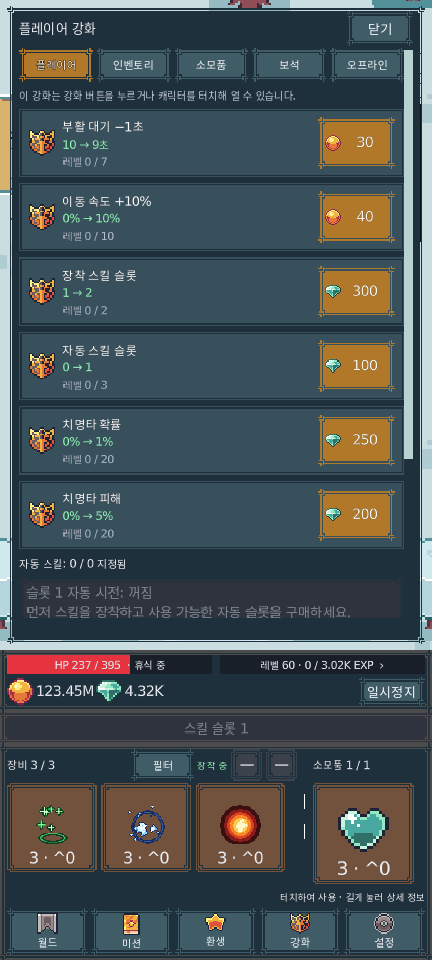 플레이어 강화
닫기
플레이어
인벤토리
소모품
보석
오프라인
이 강화는 강화 버튼을 누르거나 캐릭터를 터치해 열 수 있습니다.
부활 대기 −1초
10 → 9초
레벨 0 / 7
30
이동 속도 +10%
0% → 10%
레벨 0 / 10
40
장착 스킬 슬롯
1 → 2
레벨 0 / 2
300
자동 스킬 슬롯
0 → 1
레벨 0 / 3
100
치명타 확률
0% → 1%
레벨 0 / 20
250
치명타 피해
0% → 5%
레벨 0 / 20
200
자동 스킬: 0 / 0 지정됨
슬롯 1 자동 시전: 꺼짐
먼저 스킬을 장착하고 사용 가능한 자동 슬롯을 구매하세요.
HP 237 / 395 · 휴식 중
레벨 60 · 0 / 3.02K EXP ›
123.45M
4.32K
일시정지
스킬 슬롯 1
장비 3 / 3
필터
장착 중
—
—
소모품 1 / 1
3 · ^0
3 · ^0
3 · ^0
3 · ^0
터치하여 사용 · 길게 눌러 상세 정보
월드
미션
환생
강화
설정